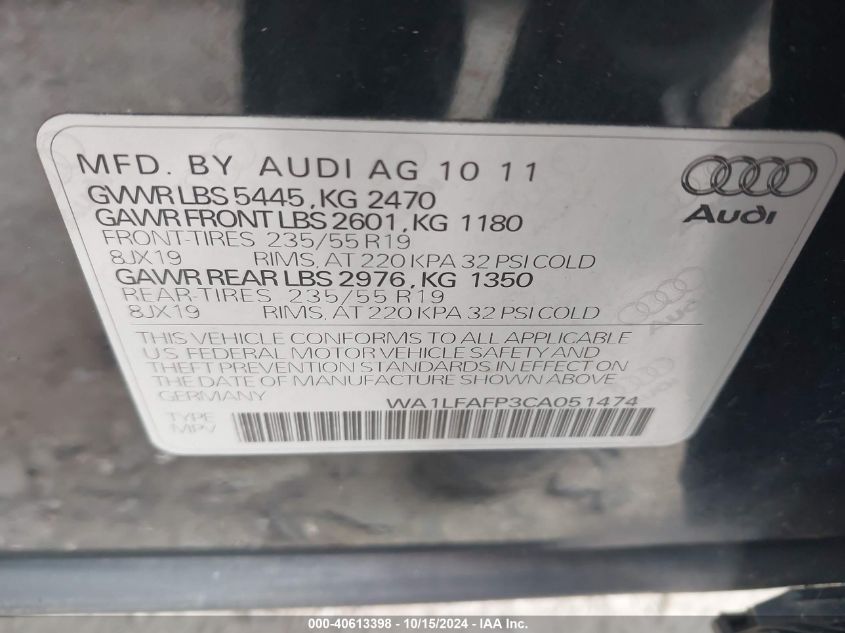 MFD. BY AUDI AG 10 11
GVWR LBS 5445, KG 2470
GAWR FRONT LBS 2601, KG 1180
FRONT-TIRES 235/55 R19
8JX19 RIMS, AT 220 KPA 32 PSI COLD
GAWR REAR LBS 2976, KG 1350
REAR-TIRES 235/55 R19
8JX19 RIMS, AT 220 KPA 32 PSI COLD
THIS VEHICLE CONFORMS TO ALL APPLICABLE
U.S. FEDERAL MOTOR VEHICLE SAFETY AND
THEFT PREVENTION STANDARDS IN EFFECT ON
THE DATE OF MANUFACTURE SHOWN ABOVE
GERMANY WA1LFAFP3CA051474
TYPE
MPV
Audi
Audi
000-40613398 - 10/15/2024 - IAA Inc.